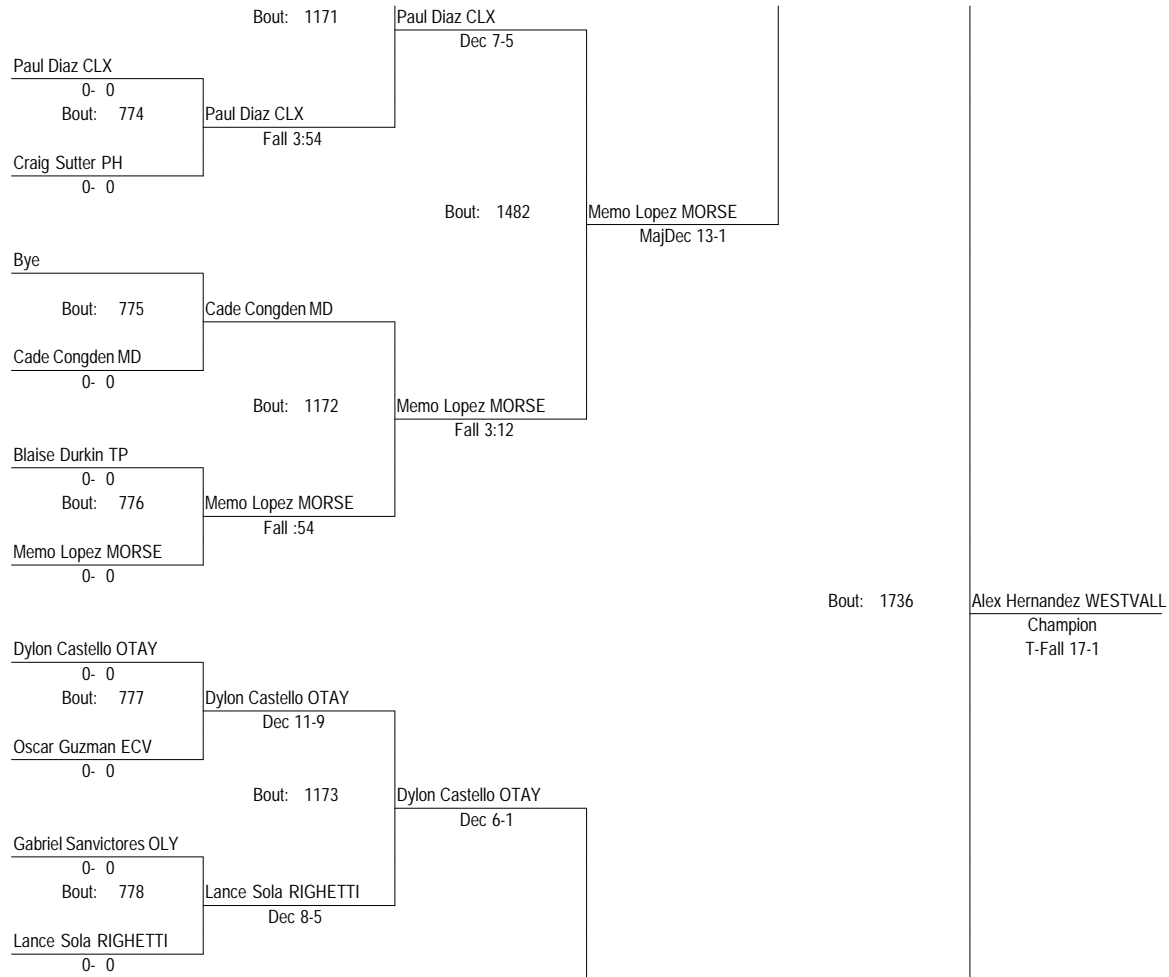 Bout: 1171 Paul Diaz CLX
Dec 7-5
Paul Diaz CLX
0- 0
Bout: 774 Paul Diaz CLX
Fall 3:54
Craig Sutter PH
0- 0
Bout: 1482 Memo Lopez MORSE
MajDec 13-1
Bye
Bout: 775 Cade Congden MD
Cade Congden MD
0- 0
Bout: 1172 Memo Lopez MORSE
Fall 3:12
Blaise Durkin TP
0- 0
Bout: 776 Memo Lopez MORSE
Fall :54
Memo Lopez MORSE
0- 0
Bout: 1736 Alex Hernandez WESTVALL
Champion
T-Fall 17-1
Dylon Castello OTAY
0- 0
Bout: 777 Dylon Castello OTAY
Dec 11-9
Oscar Guzman ECV
0- 0
Bout: 1173 Dylon Castello OTAY
Dec 6-1
Gabriel Sanvictores OLY
0- 0
Bout: 778 Lance Sola RIGHETTI
Dec 8-5
Lance Sola RIGHETTI
0- 0